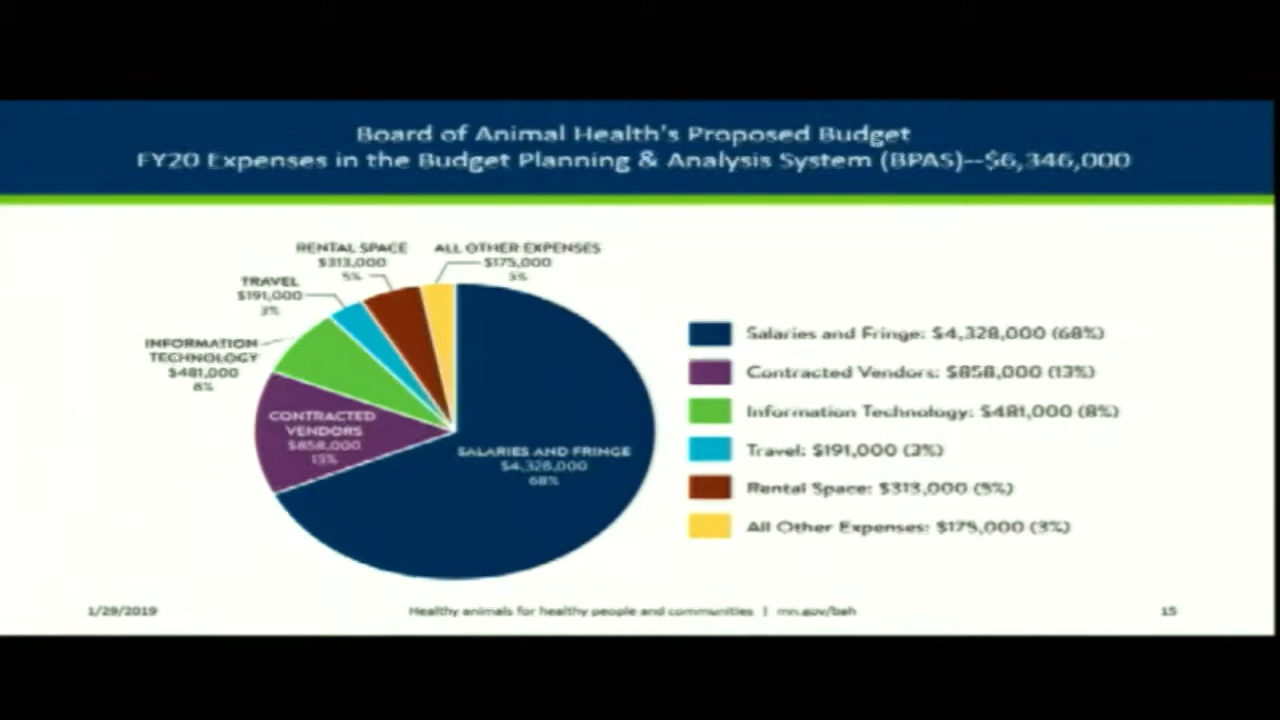 Board of Animal Health's Proposed Budget
FY20 Expenses in the Budget Planning & Analysis System (BPAS)--$6,346,000
RENTAL SPACE
$313,000
5%
ALL OTHER EXPENSES
$175,000
3%
TRAVEL
$191,000
3%
INFORMATION
TECHNOLOGY
$481,000
8%
CONTRACTED
VENDORS
$858,000
13%
SALARIES AND FRINGE
$4,328,000
68%
Salaries and Fringe: $4,328,000 (68%)
Contracted Vendors: $858,000 (13%)
Information Technology: $481,000 (8%)
Travel: $191,000 (3%)
Rental Space: $313,000 (5%)
All Other Expenses: $175,000 (3%)
1/29/2019
Healthy animals for healthy people and communities | mn.gov/bah
15